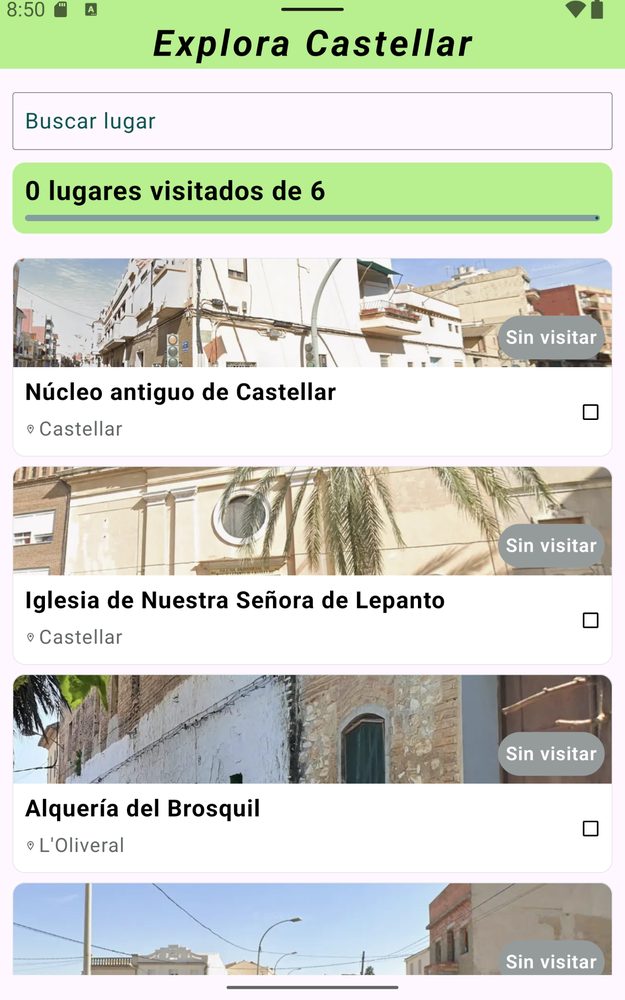 8:50
Explora Castellar
Buscar lugar
0 lugares visitados de 6
Sin visitar
Núcleo antiguo de Castellar
Castellar
Sin visitar
Iglesia de Nuestra Señora de Lepanto
Castellar
Sin visitar
Alquería del Brosquil
L'Oliveral
Sin visitar